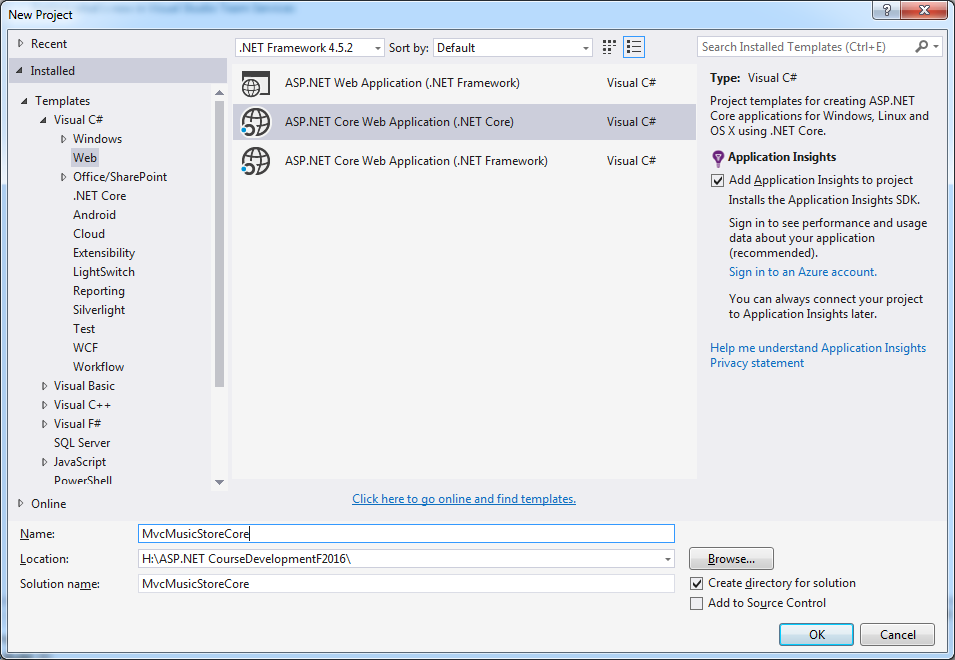 New Project
Recent
Installed
Templates
Visual C#
Windows
Web
Office/SharePoint
.NET Core
Android
Cloud
Extensibility
LightSwitch
Reporting
Silverlight
Test
WCF
Workflow
Visual Basic
Visual C++
Visual F#
SQL Server
JavaScript
PowerShell
Online
.NET Framework 4.5.2
Sort by: Default
ASP.NET Web Application (.NET Framework) Visual C#
ASP.NET Core Web Application (.NET Core) Visual C#
ASP.NET Core Web Application (.NET Framework) Visual C#
Click here to go online and find templates.
Search Installed Templates (Ctrl+E)
Type: Visual C#
Project templates for creating ASP.NET
Core applications for Windows, Linux and
OS X using .NET Core.
Application Insights
Add Application Insights to project
Installs the Application Insights SDK.
Sign in to see performance and usage
data about your application
(recommended).
Sign in to an Azure account.
You can always connect your project
to Application Insights later.
Help me understand Application Insights
Privacy statement
Name: MvcMusicStoreCore
Location: H:\ASP.NET CourseDevelopmentF2016\
Browse...
Solution name: MvcMusicStoreCore
Create directory for solution
Add to Source Control
OK Cancel